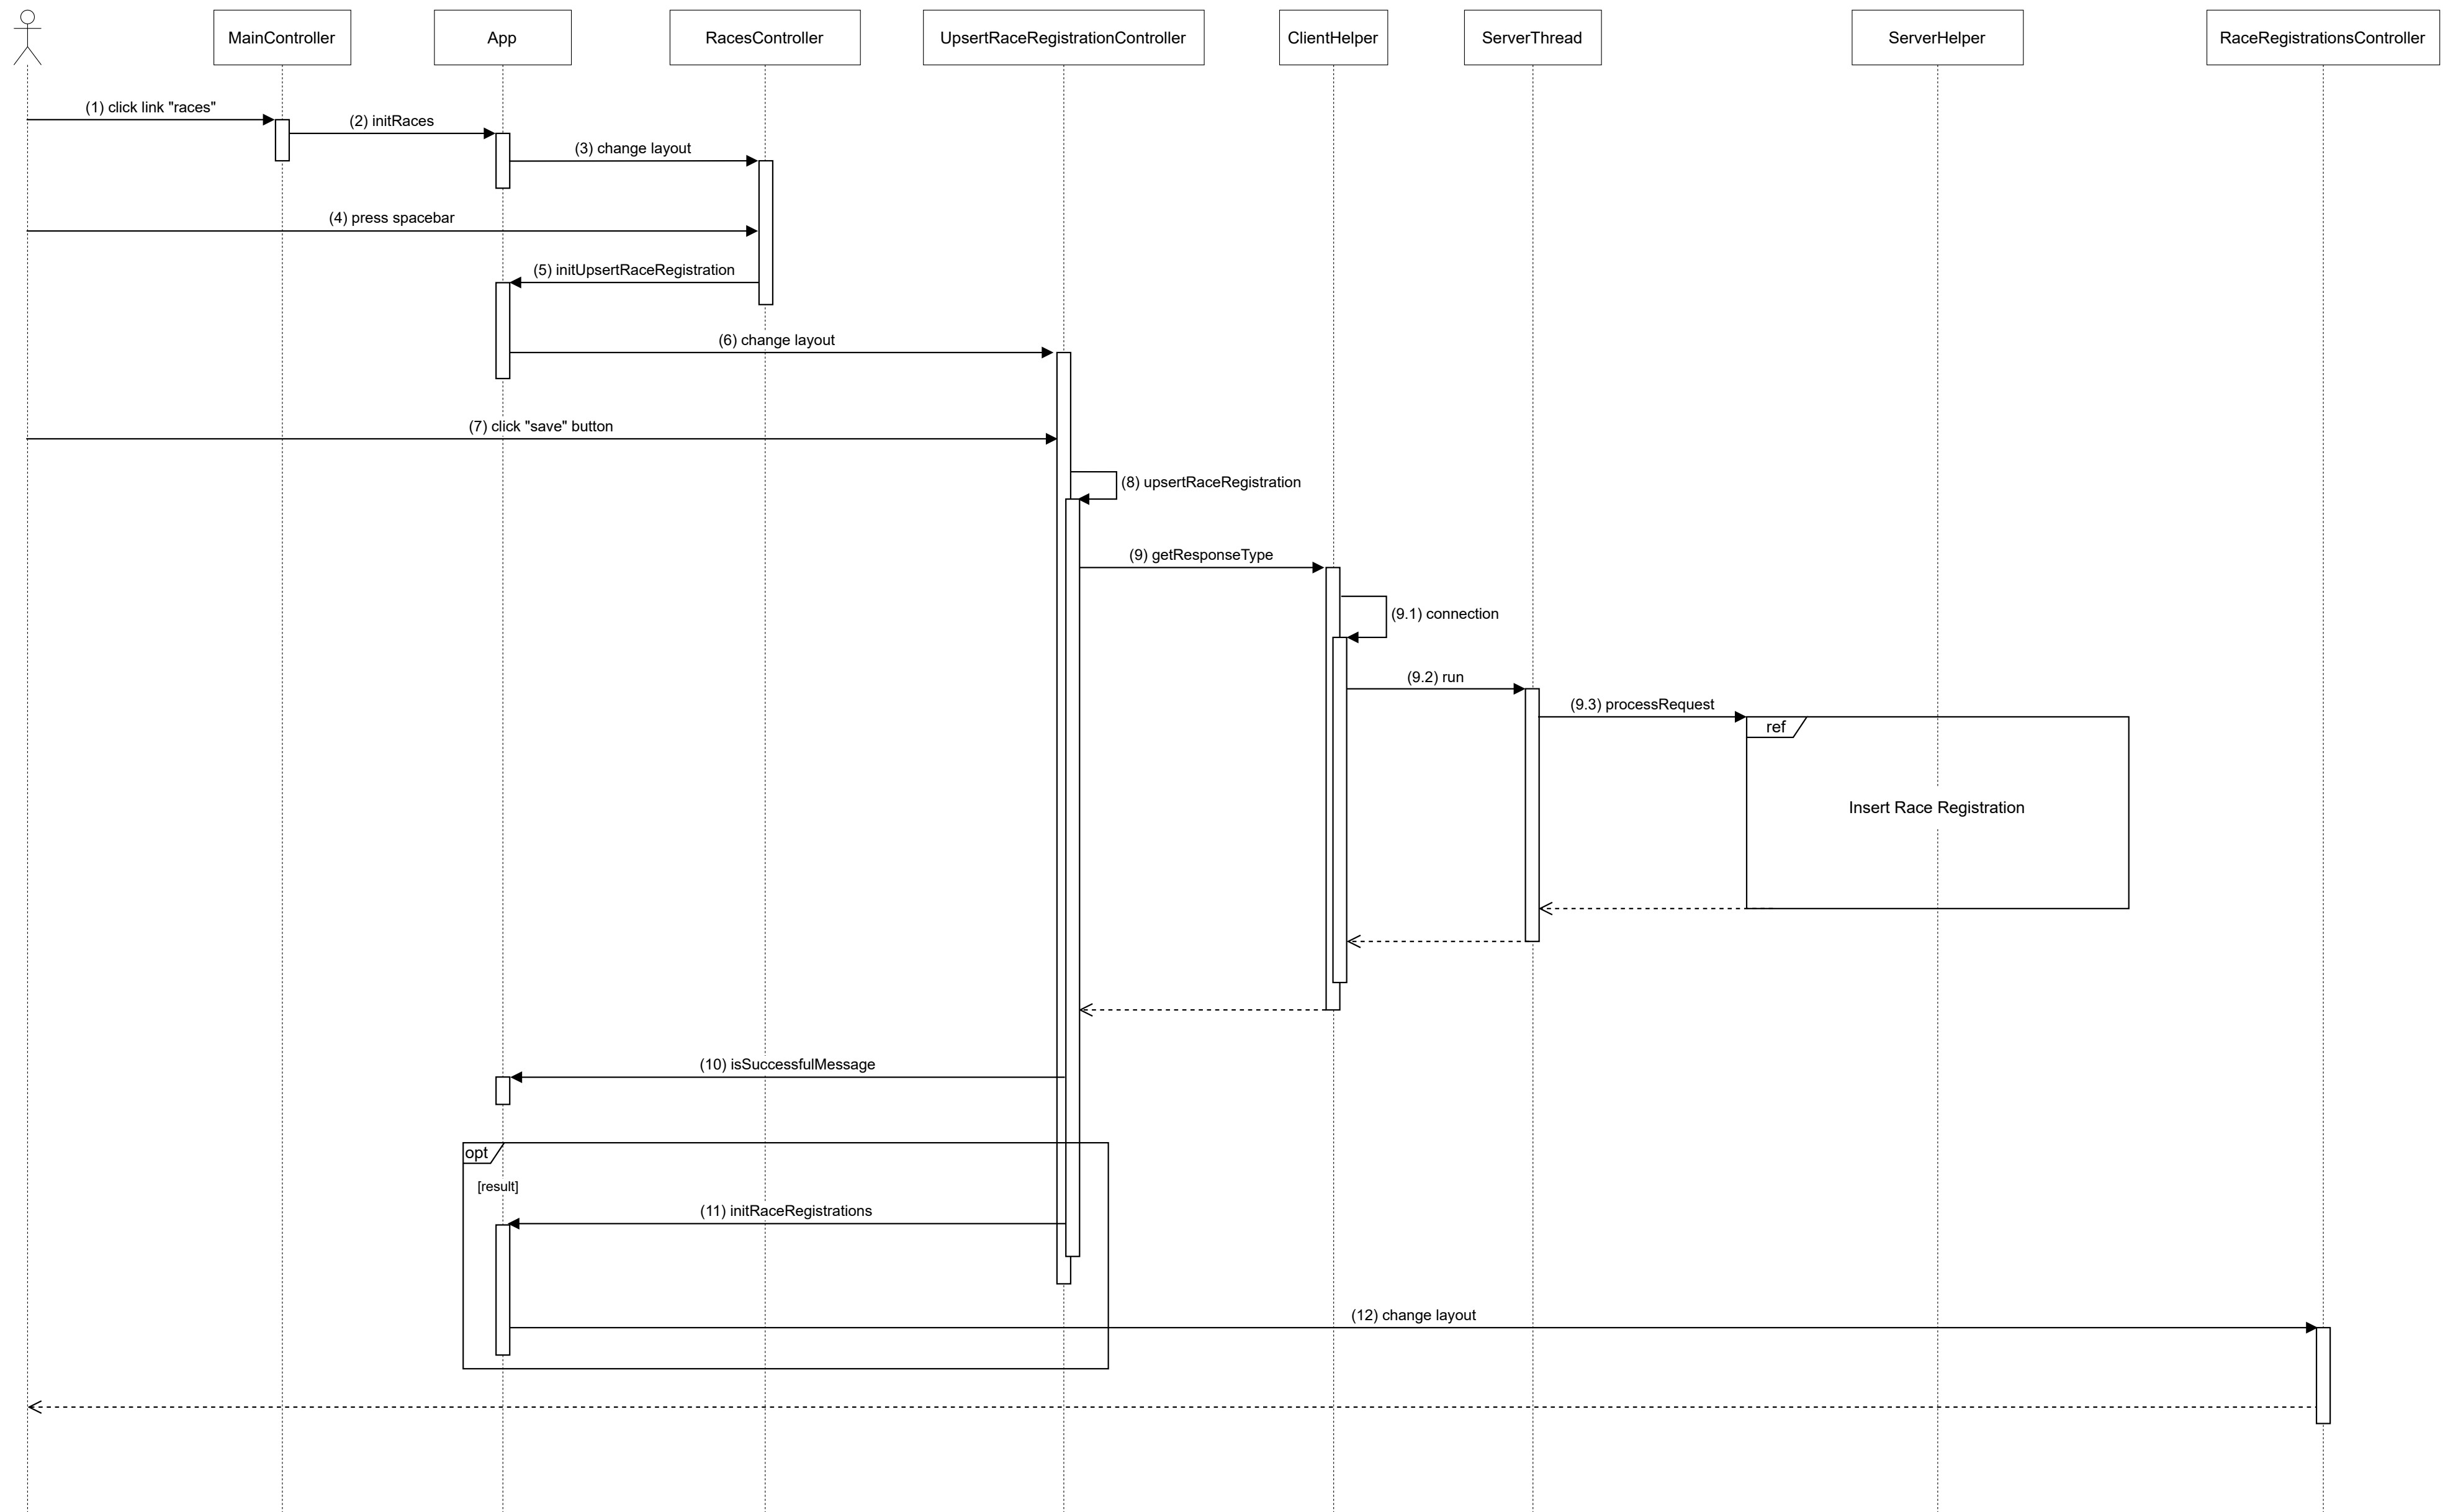 MainController
App
RacesController
UpsertRaceRegistrationController
ClientHelper
ServerThread
ServerHelper
RaceRegistrationsController
(1) click link "races"
(2) initRaces
(3) change layout
(4) press spacebar
(5) initUpsertRaceRegistration
(6) change layout
(7) click "save" button
(8) upsertRaceRegistration
(9) getResponseType
(9.1) connection
(9.2) run
(9.3) processRequest
ref
Insert Race Registration
(10) isSuccessfulMessage
opt
[result]
(11) initRaceRegistrations
(12) change layout